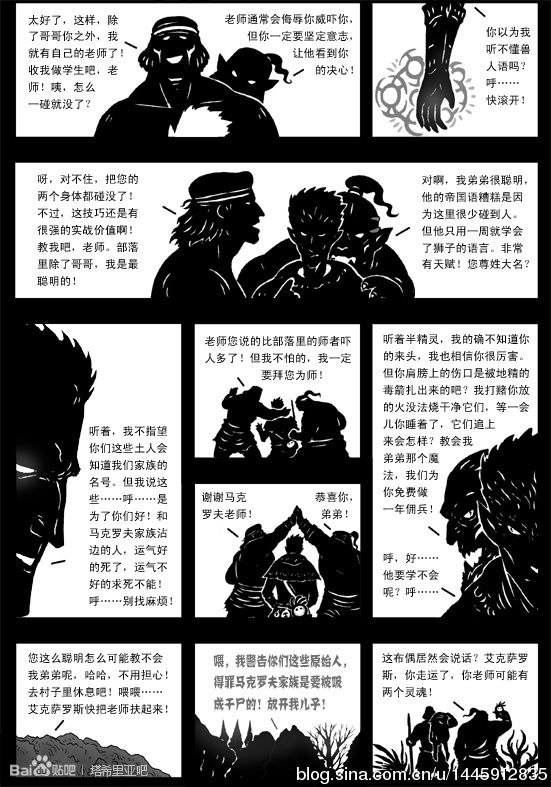 太好了，这样，除
了哥哥你之外，我
就有自己的老师了！
收我做学生吧，老
师！咦，怎么
一碰就没了？
老师通常会侮辱你威吓你，
但你一定要坚定意志，
让他看到你
的决心！
你以为我
听不懂兽
人语吗？
呼……
快滚开！
呀，对不住，把您的
两个身体都碰没了！
不过，这技巧还是有
很强的实战价值啊！
教我吧，老师。部落
里除了哥哥，我是最
聪明的！
对啊，我弟弟很聪明，
他的帝国语糟糕是因
为这里很少碰到人。
但他只用一周就学会
了狮子的语言。非常
有天赋！您尊姓大名？
听着，我不指望
你们这些土人会
知道我们家族的
名号。但我说这
些……呼……是
为了你们好！和
马克罗夫家族沾
边的人，运气好
的死了，运气不
好的求死不能！
呼……别找麻烦！
老师您说的比部落里的师者吓
人多了！但我不怕的，我一定
要拜您为师！
谢谢马克
罗夫老师！
恭喜你，
弟弟！
听着半精灵，我的确不知道你
的来头，我也相信你很厉害。
但你肩膀上的伤口是被地精的
毒箭扎出来的吧？我打赌你放
的火没法烧干净它们，等一会
儿你睡着了，它们追上
来会怎样？教会我
弟弟那个魔
法，我们为
你免费做
一年佣兵！
呼，好……
他要学不会
呢？呼……
您这么聪明怎么可能教不会
我弟弟呢，哈哈，不用担心！
去村子里休息吧！喂喂……
艾克萨罗斯快把老师扶起来！
喂，我警告你们这些原始人，
得罪马克罗夫家族是要被吸
成干尸的！放开我儿子！
这布偶居然会说话？艾克萨罗
斯，你走运了，你老师可能有
两个灵魂！
Bai du 贴吧 | 塔希里亚吧
blog.sina.com.cn/u/1445912835